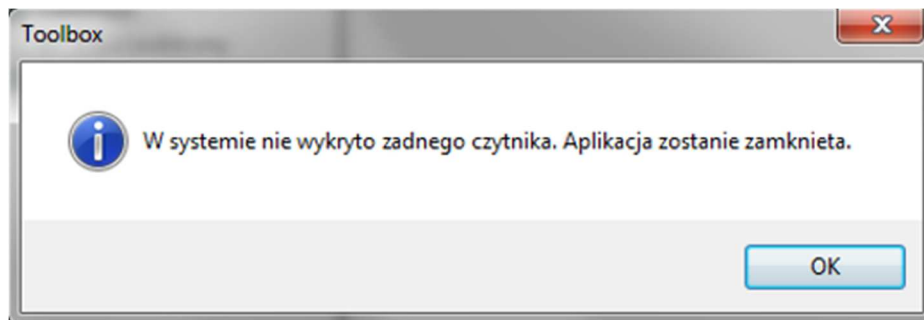 Toolbox
W systemie nie wykryto zadnego czytnika. Aplikacja zostanie zamknieta.
OK